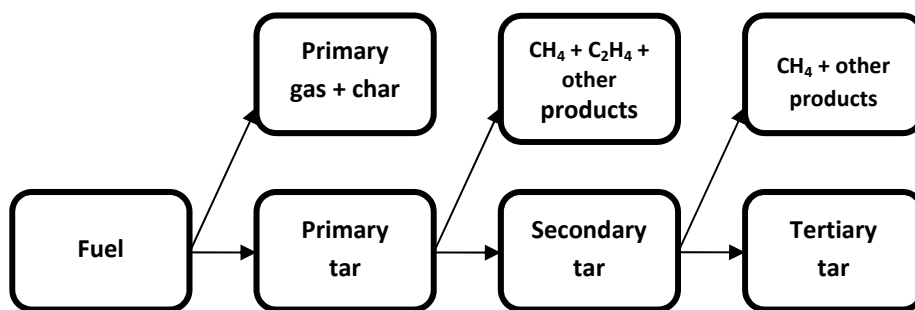 Primary
gas + char
CH₄ + C₂H₄ +
other
products
CH₄ + other
products
Fuel
Primary
tar
Secondary
tar
Tertiary
tar